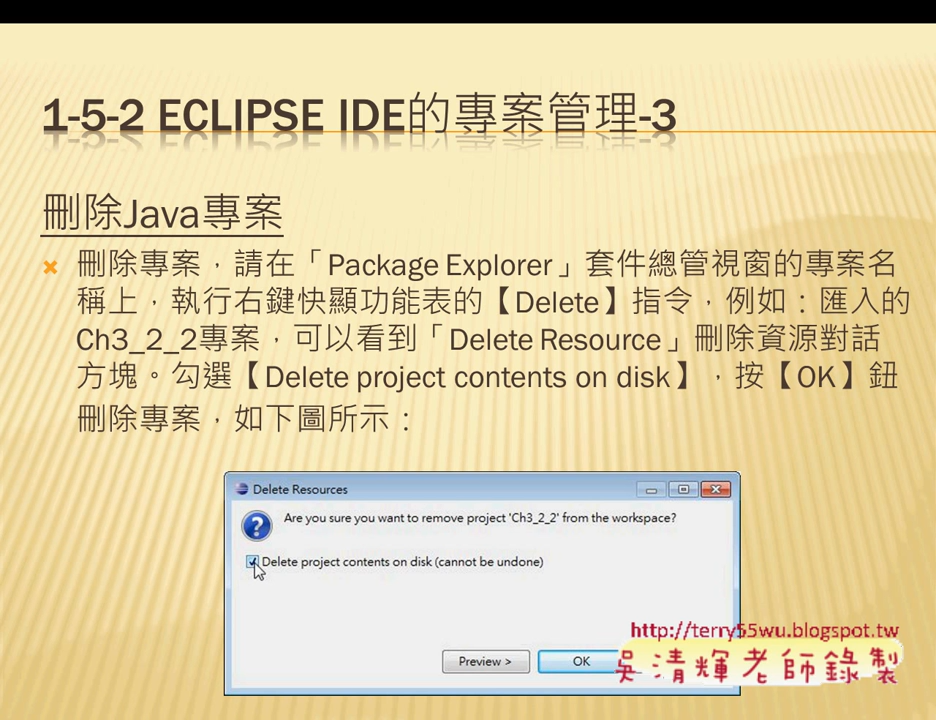 1-5-2 ECLIPSE IDE的專案管理-3
刪除Java專案
刪除專案，請在「Package Explorer」套件總管視窗的專案名
稱上，執行右鍵快顯功能表的【Delete】指令，例如：匯入的
Ch3_2_2專案，可以看到「Delete Resource」刪除資源對話
方塊。勾選【Delete project contents on disk】，按【OK】鈕
刪除專案，如下圖所示：
Delete Resources
Are you sure you want to remove project 'Ch3_2_2' from the workspace?
Delete project contents on disk (cannot be undone)
http://terry55wu.blogspot.tw
Preview >
OK
吳清輝老師錄製